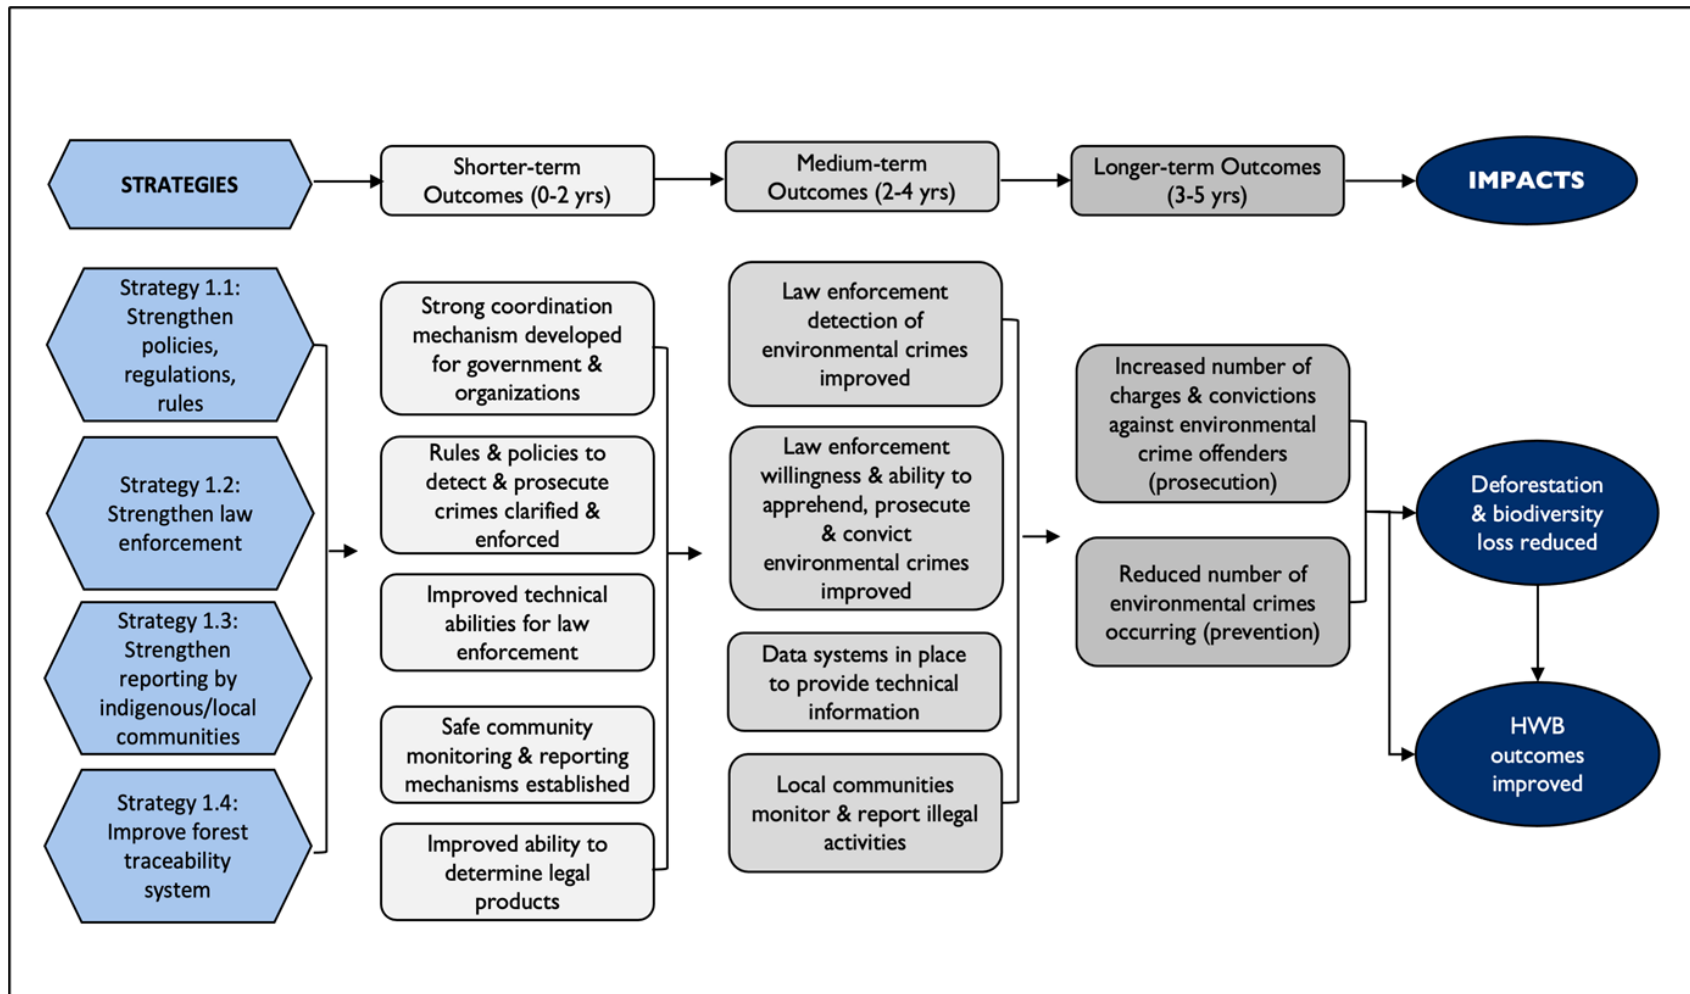 STRATEGIES
Shorter-term
Outcomes (0-2 yrs)
Medium-term
Outcomes (2-4 yrs)
Longer-term Outcomes
(3-5 yrs)
IMPACTS
Strategy 1.1:
Strengthen
policies,
regulations,
rules
Strategy 1.2:
Strengthen law
enforcement
Strategy 1.3:
Strengthen
reporting by
indigenous/local
communities
Strategy 1.4:
Improve forest
traceability
system
Strong coordination
mechanism developed
for government &
organizations
Rules & policies to
detect & prosecute
crimes clarified &
enforced
Improved technical
abilities for law
enforcement
Safe community
monitoring & reporting
mechanisms established
Improved ability to
determine legal
products
Law enforcement
detection of
environmental crimes
improved
Law enforcement
willingness & ability to
apprehend, prosecute
& convict
environmental crimes
improved
Data systems in place
to provide technical
information
Local communities
monitor & report illegal
activities
Increased number of
charges & convictions
against environmental
crime offenders
(prosecution)
Reduced number of
environmental crimes
occurring (prevention)
Deforestation
& biodiversity
loss reduced
HWB
outcomes
improved